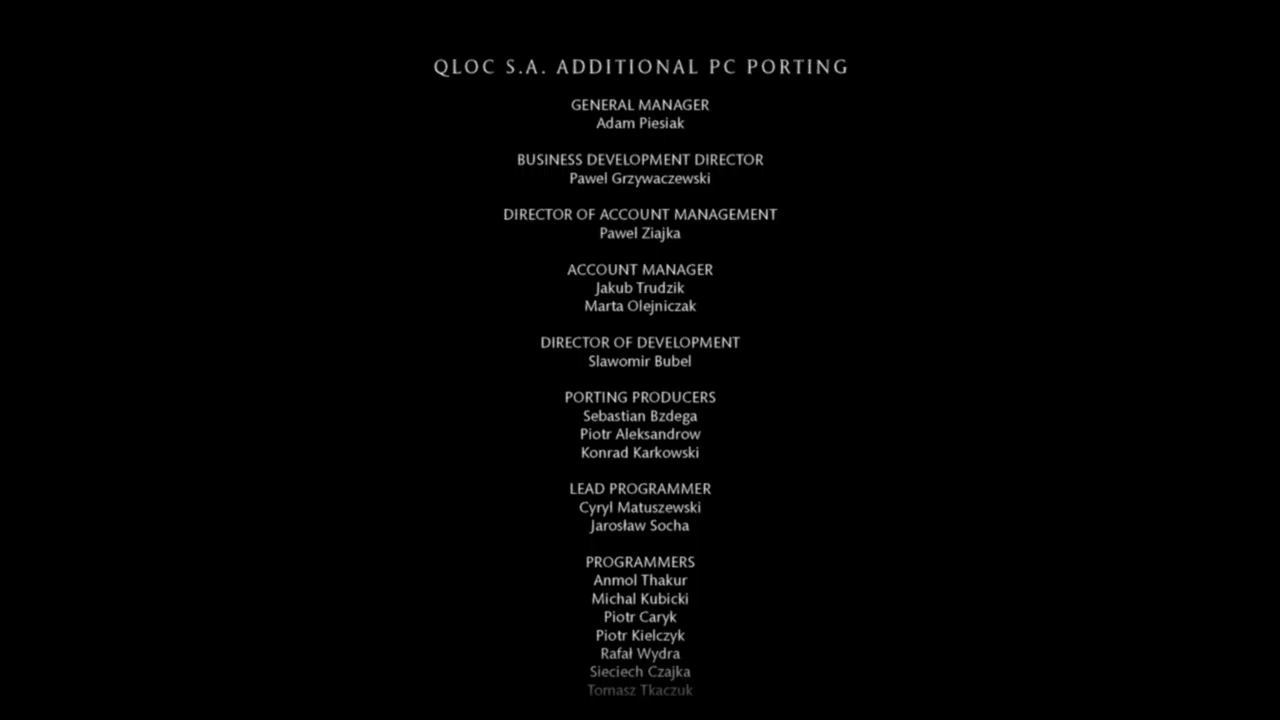 QLOC S.A. ADDITIONAL PC PORTING
GENERAL MANAGER
Adam Piesiak
BUSINESS DEVELOPMENT DIRECTOR
Pawel Grzywaczewski
DIRECTOR OF ACCOUNT MANAGEMENT
Pawel Ziajka
ACCOUNT MANAGER
Jakub Trudzik
Marta Olejniczak
DIRECTOR OF DEVELOPMENT
Slawomir Bubel
PORTING PRODUCERS
Sebastian Bzdega
Piotr Aleksandrow
Konrad Karkowski
LEAD PROGRAMMER
Cyryl Matuszewski
Jarosław Socha
PROGRAMMERS
Anmol Thakur
Michal Kubicki
Piotr Caryk
Piotr Kielczyk
Rafał Wydra
Sieciech Czajka
Tomasz Tkaczuk